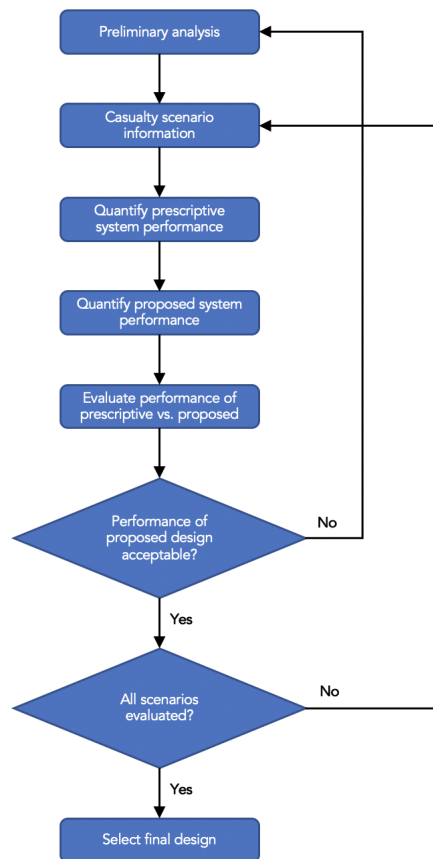 Preliminary analysis
Casualty scenario
information
Quantify prescriptive
system performance
Quantify proposed system
performance
Evaluate performance of
prescriptive vs. proposed
Performance of
proposed design
acceptable?
No
Yes
All scenarios
evaluated?
No
Yes
Select final design